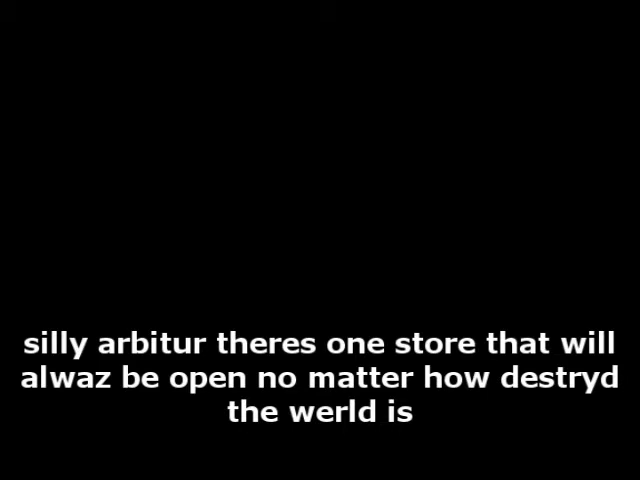 silly arbitur theres one store that will
alwaz be open no matter how destryd
the werld is